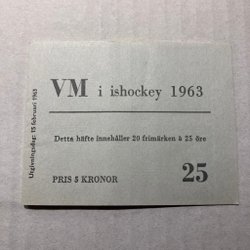 VM i ishockey 1963
Detta häfte innehåller 20 frimärken à 25 öre
PRIS 5 KRONOR
25
Utgivningsdag: 15 februari 1963